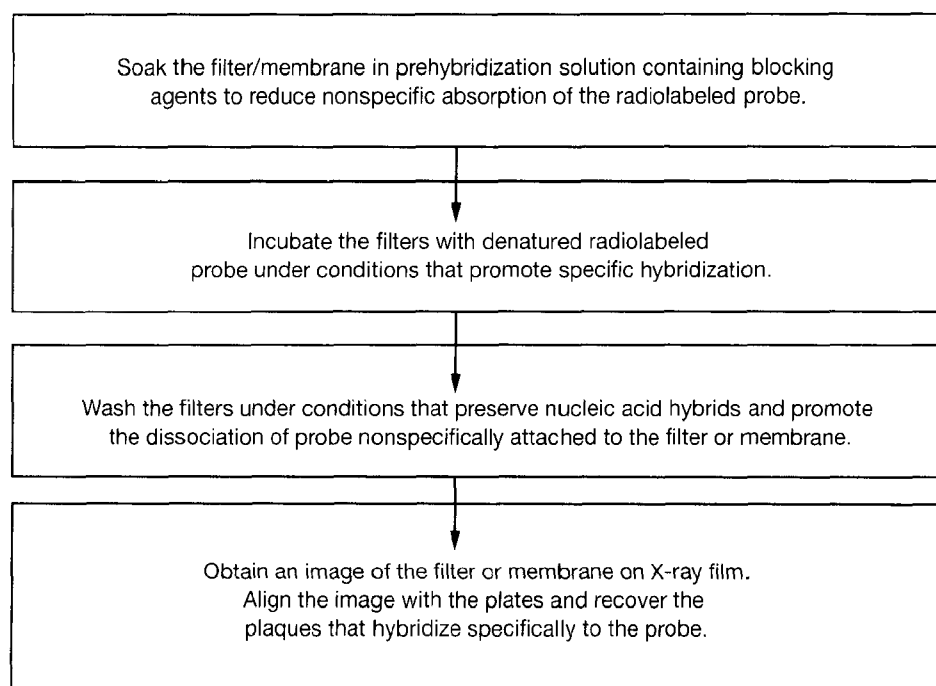 Soak the filter/membrane in prehybridization solution containing blocking
agents to reduce nonspecific absorption of the radiolabeled probe.
Incubate the filters with denatured radiolabeled
probe under conditions that promote specific hybridization.
Wash the filters under conditions that preserve nucleic acid hybrids and promote
the dissociation of probe nonspecifically attached to the filter or membrane.
Obtain an image of the filter or membrane on X-ray film.
Align the image with the plates and recover the
plaques that hybridize specifically to the probe.